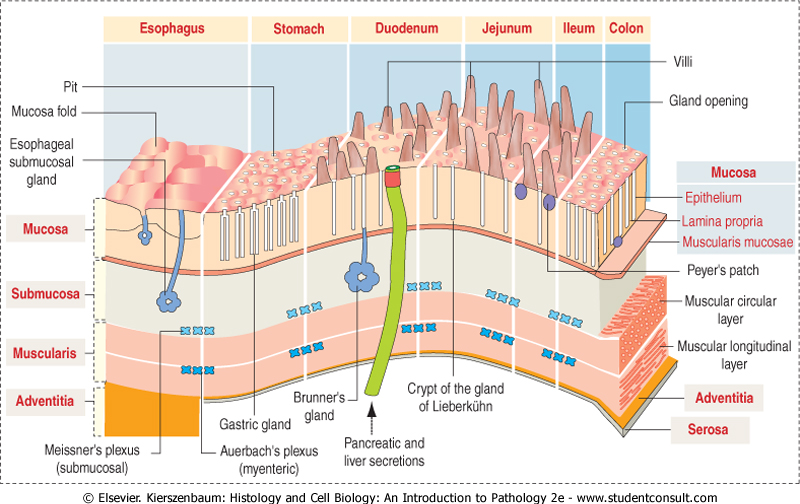 Esophagus
Stomach
Duodenum
Jejunum
Ileum
Colon
Pit
Mucosa fold
Esophageal
submucosal
gland
Mucosa
Submucosa
Muscularis
Adventitia
Meissner's plexus
(submucosal)
Gastric gland
Auerbach's plexus
(myenteric)
Brunner's
gland
Pancreatic and
liver secretions
Crypt of the gland
of Lieberkühn
Villi
Gland opening
Mucosa
Epithelium
Lamina propria
Muscularis mucosae
Peyer's patch
Muscular circular
layer
Muscular longitudinal
layer
Adventitia
Serosa
© Elsevier. Kierszenbaum: Histology and Cell Biology: An Introduction to Pathology 2e - www.studentconsult.com